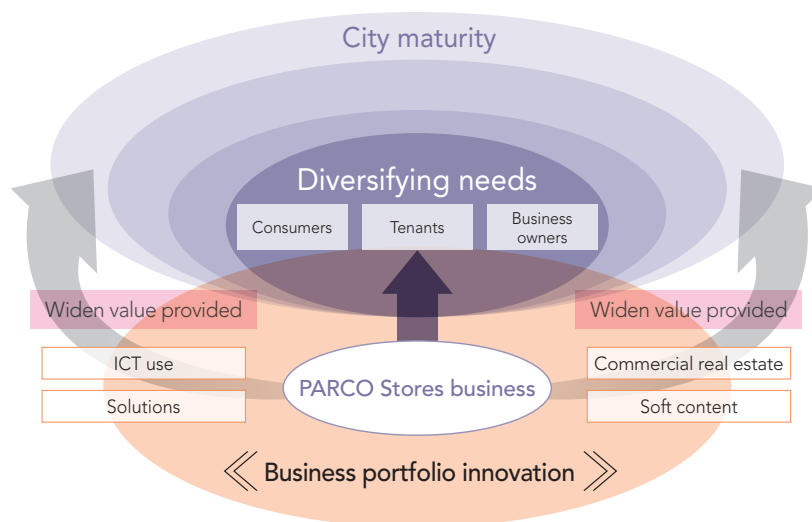 City maturity
Diversifying needs
Consumers
Tenants
Business
owners
Widen value provided
Widen value provided
ICT use
Commercial real estate
PARCO Stores business
Solutions
Soft content
Business portfolio innovation